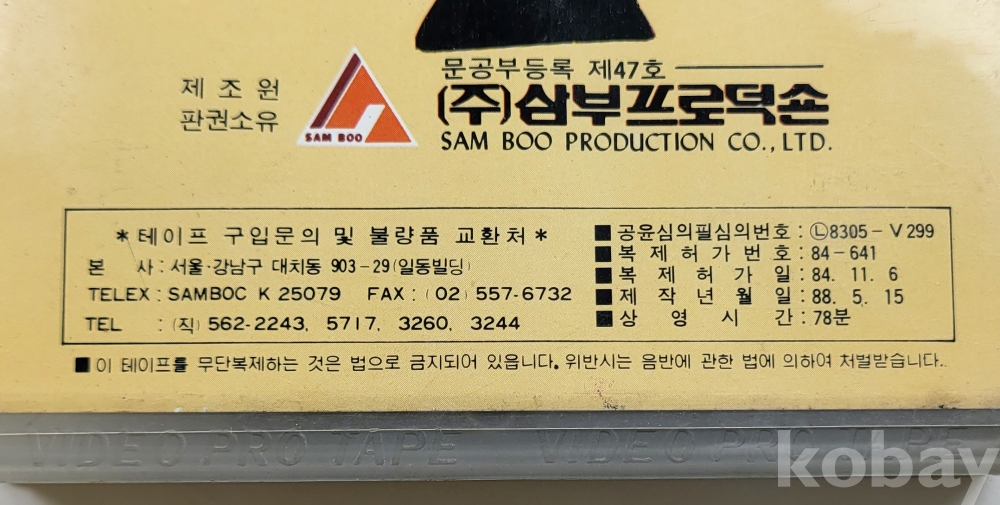 제조원
판권소유
SAM BOO
문공부등록 제47호
(주)삼부프로덕숀
SAM BOO PRODUCTION CO., LTD.
*테이프 구입문의 및 불량품 교환처*
본 사 : 서울·강남구 대치동 903-29(일동빌딩)
TELEX : SAMBOC K 25079 FAX : (02) 557-6732
TEL : (직) 562-2243, 5717, 3260, 3244
■ 공윤심의필심의번호 : Ⓛ8305-V299
■ 복제허가번호 : 84-641
■ 복제허가일 : 84. 11. 6
■ 제작년월일 : 88. 5. 15
■ 상영시간 : 78분
■ 이 테이프를 무단복제하는 것은 법으로 금지되어 있읍니다. 위반시는 음반에 관한 법에 의하여 처벌받습니다.
VIDEO PRO TAPE VIDEO PRO TAPE
kobay